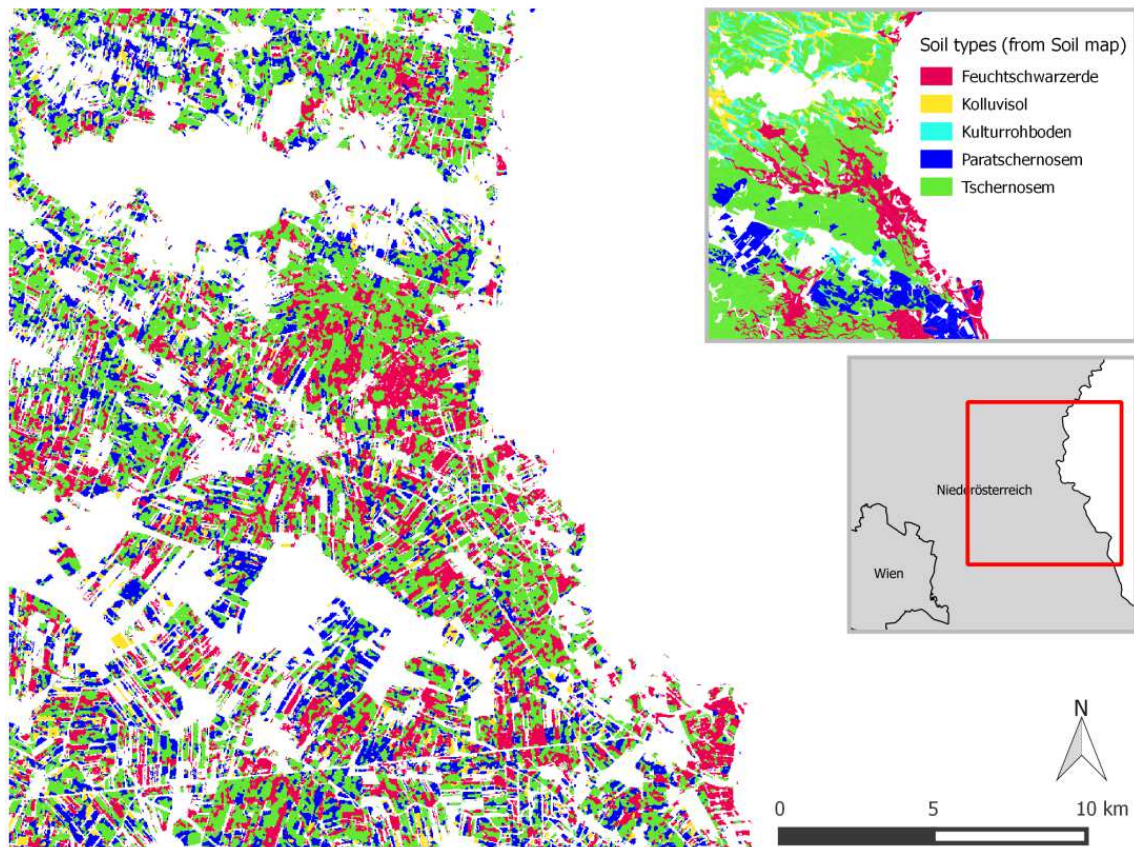 Soil types (from Soil map)
Feuchtschwarzerde
Kolluvisol
Kulturrohboden
Paratschernosem
Tschernosem
Niederösterreich
Wien
N
0 5 10 km